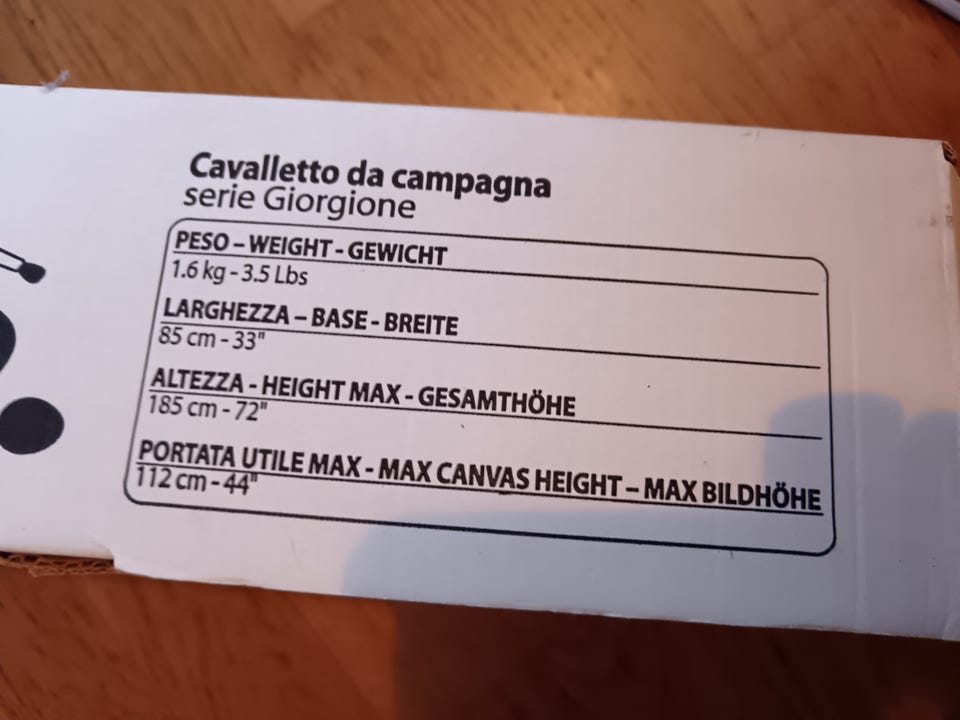 Cavalletto da campagna
serie Giorgione
PESO – WEIGHT - GEWICHT
1.6 kg - 3.5 Lbs
LARGHEZZA – BASE - BREITE
85 cm - 33"
ALTEZZA - HEIGHT MAX - GESAMTHÖHE
185 cm - 72"
PORTATA UTILE MAX - MAX CANVAS HEIGHT – MAX BILDHÖHE
112 cm - 44"